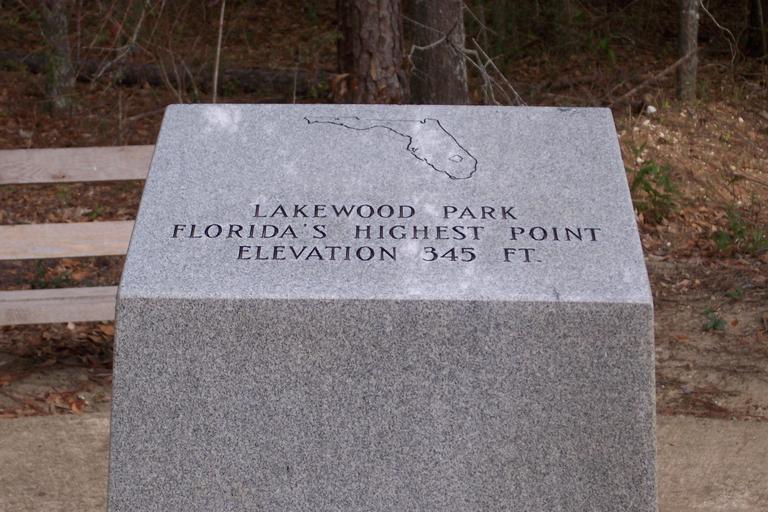 LAKEWOOD PARK
FLORIDA'S HIGHEST POINT
ELEVATION 345 FT.